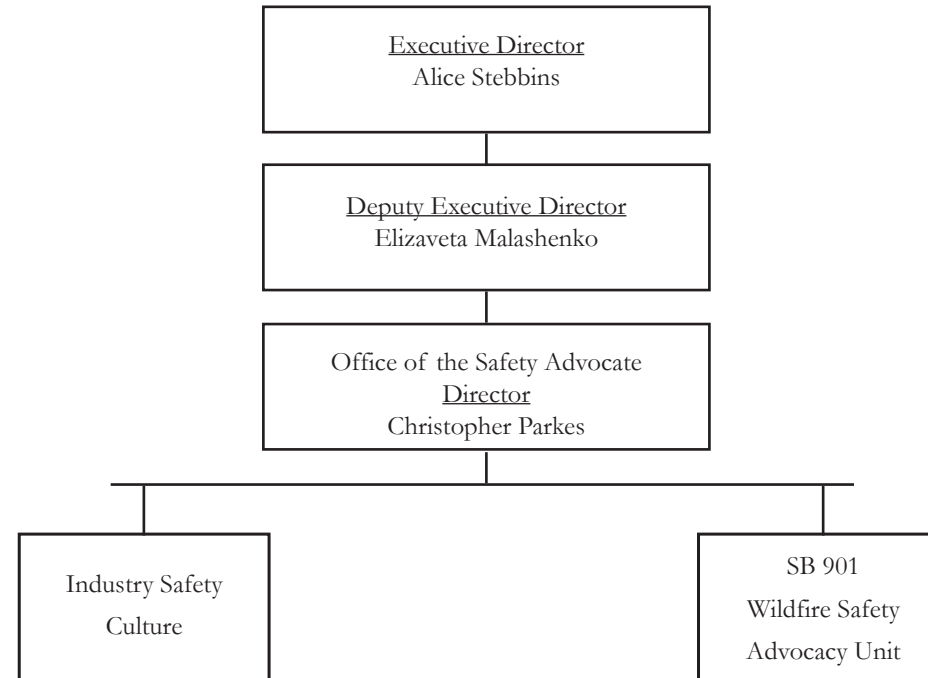 Executive Director
Alice Stebbins
Deputy Executive Director
Elizaveta Malashenko
Office of the Safety Advocate
Director
Christopher Parkes
Industry Safety
Culture
SB 901
Wildfire Safety
Advocacy Unit